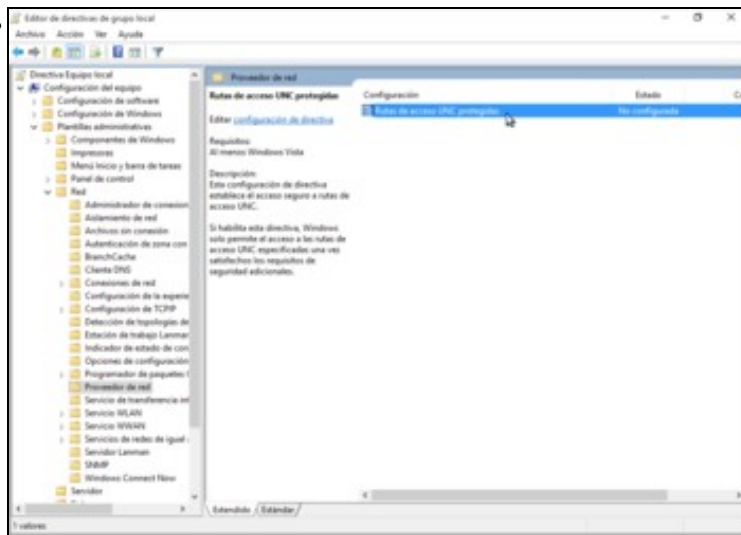 Editor de directivas de grupo local
Archivo Acción Ver Ayuda
Directiva Equipo local
Configuración del equipo
Configuración de software
Configuración de Windows
Plantillas administrativas
Componentes de Windows
Impresoras
Menú Inicio y barra de tareas
Panel de control
Red
Administrador de conexion
Aislamiento de red
Archivos sin conexión
Autenticación de zona con
BranchCache
Cliente DNS
Conexiones de red
Configuración de la experie
Configuración de TCPIP
Detección de topologías de
Estación de trabajo Lanman
Indicador de estado de con
Opciones de configuración
Programador de paquetes
Proveedor de red
Servicio de transferencia int
Servicio WLAN
Servicio WWAN
Servicios de redes de igual
Servidor Lanman
SNMP
Windows Connect Now
Servidor
Proveedor de red
Rutas de acceso UNC protegidas
Editar configuración de directiva
Requisitos:
Al menos Windows Vista
Descripción:
Esta configuración de directiva
establece el acceso seguro a rutas de
acceso UNC.
Si habilita esta directiva, Windows
solo permite el acceso a las rutas de
acceso UNC especificadas una vez
satisfechos los requisitos de
seguridad adicionales.
Configuración Estado
Rutas de acceso UNC protegidas No configurada
Extendido Estándar
1 valores